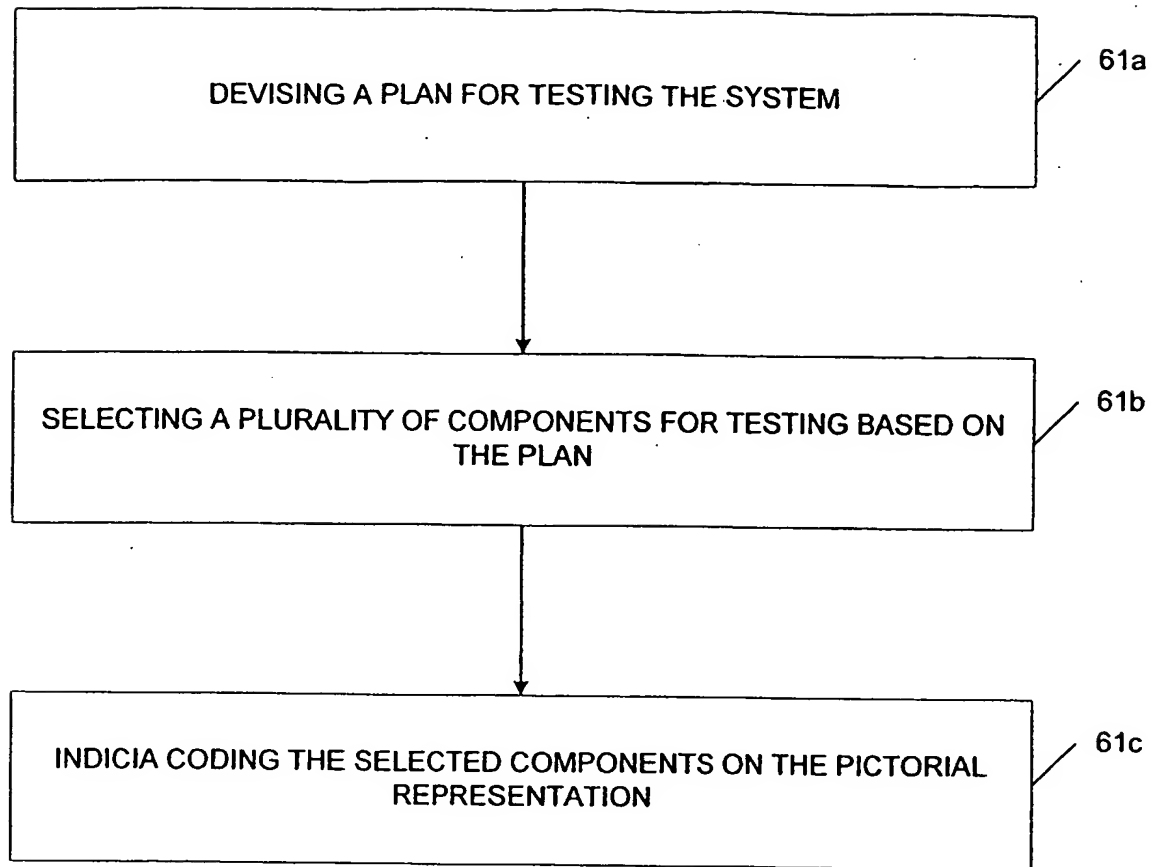 DEVISING A PLAN FOR TESTING THE SYSTEM
61a
SELECTING A PLURALITY OF COMPONENTS FOR TESTING BASED ON
THE PLAN
61b
INDICIA CODING THE SELECTED COMPONENTS ON THE PICTORIAL
REPRESENTATION
61c